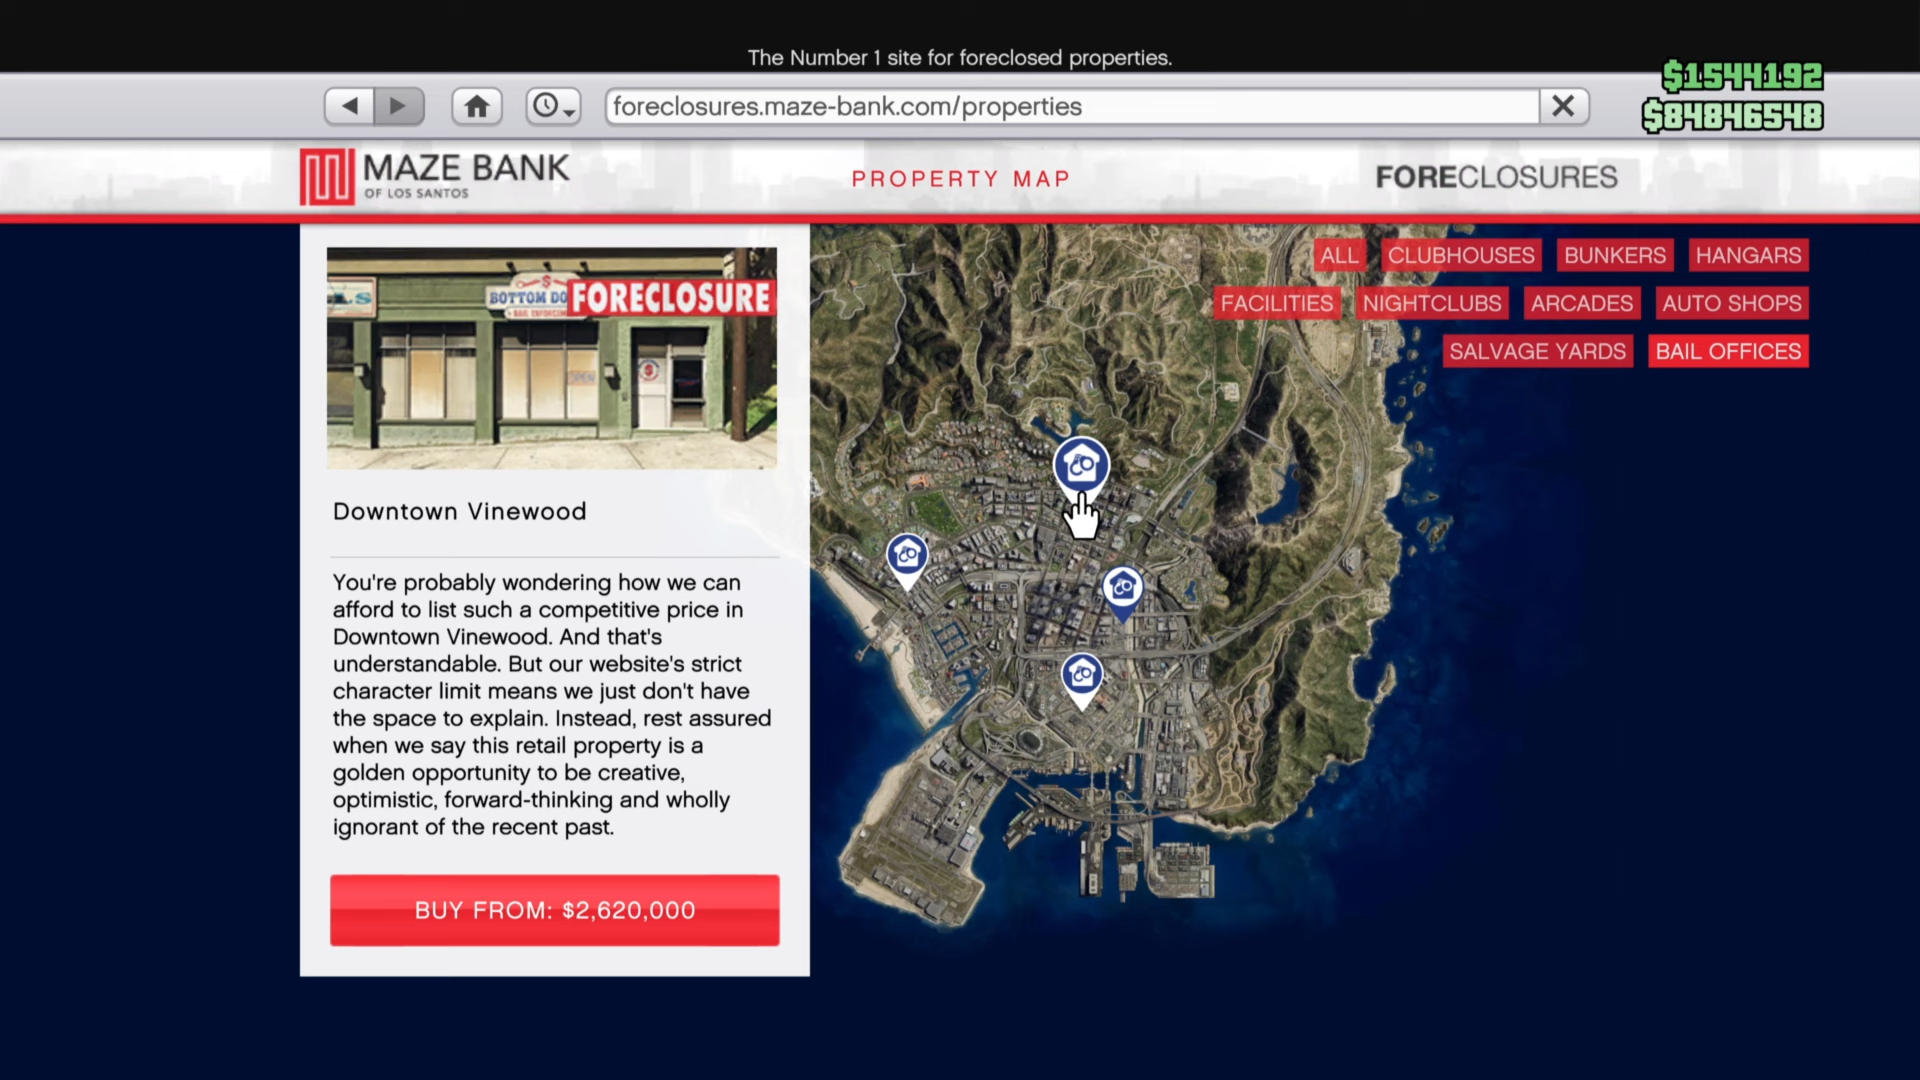 The Number 1 site for foreclosed properties.
$1544192
$84846548
foreclosures.maze-bank.com/properties
MAZE BANK
OF LOS SANTOS
PROPERTY MAP
FORECLOSURES
BOTTOM DO
FORECLOSURE
ALL CLUBHOUSES BUNKERS HANGARS
FACILITIES NIGHTCLUBS ARCADES AUTO SHOPS
SALVAGE YARDS BAIL OFFICES
Downtown Vinewood
You're probably wondering how we can
afford to list such a competitive price in
Downtown Vinewood. And that's
understandable. But our website's strict
character limit means we just don't have
the space to explain. Instead, rest assured
when we say this retail property is a
golden opportunity to be creative,
optimistic, forward-thinking and wholly
ignorant of the recent past.
BUY FROM: $2,620,000